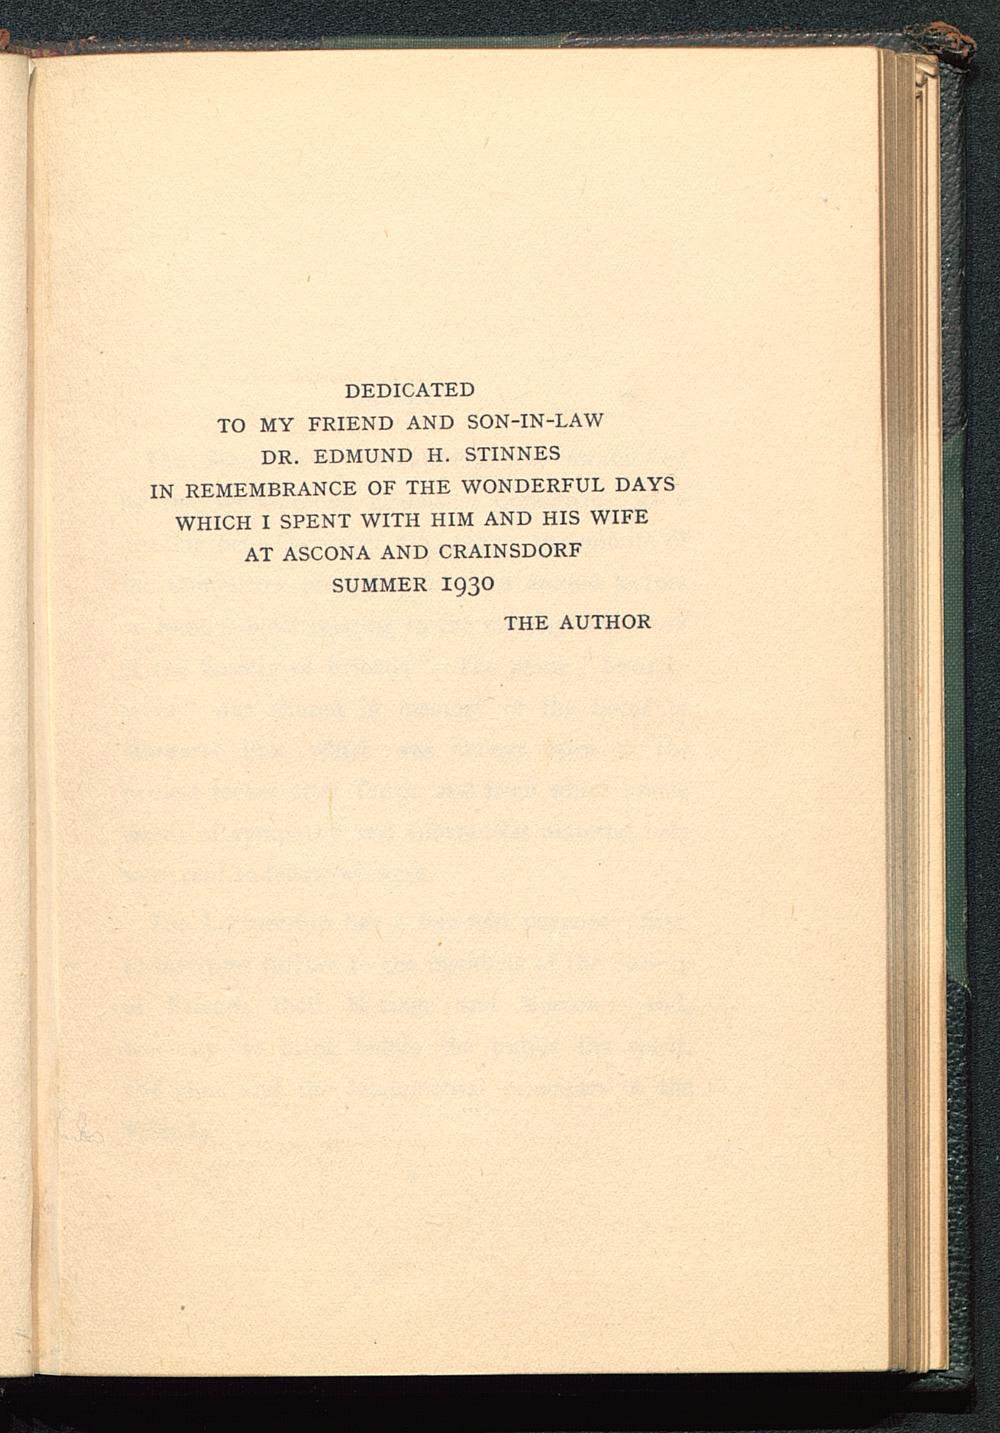 DEDICATED
TO MY FRIEND AND SON-IN-LAW
DR. EDMUND H. STINNES
IN REMEMBRANCE OF THE WONDERFUL DAYS
WHICH I SPENT WITH HIM AND HIS WIFE
AT ASCONA AND CRAINSDORF
SUMMER 1930
THE AUTHOR